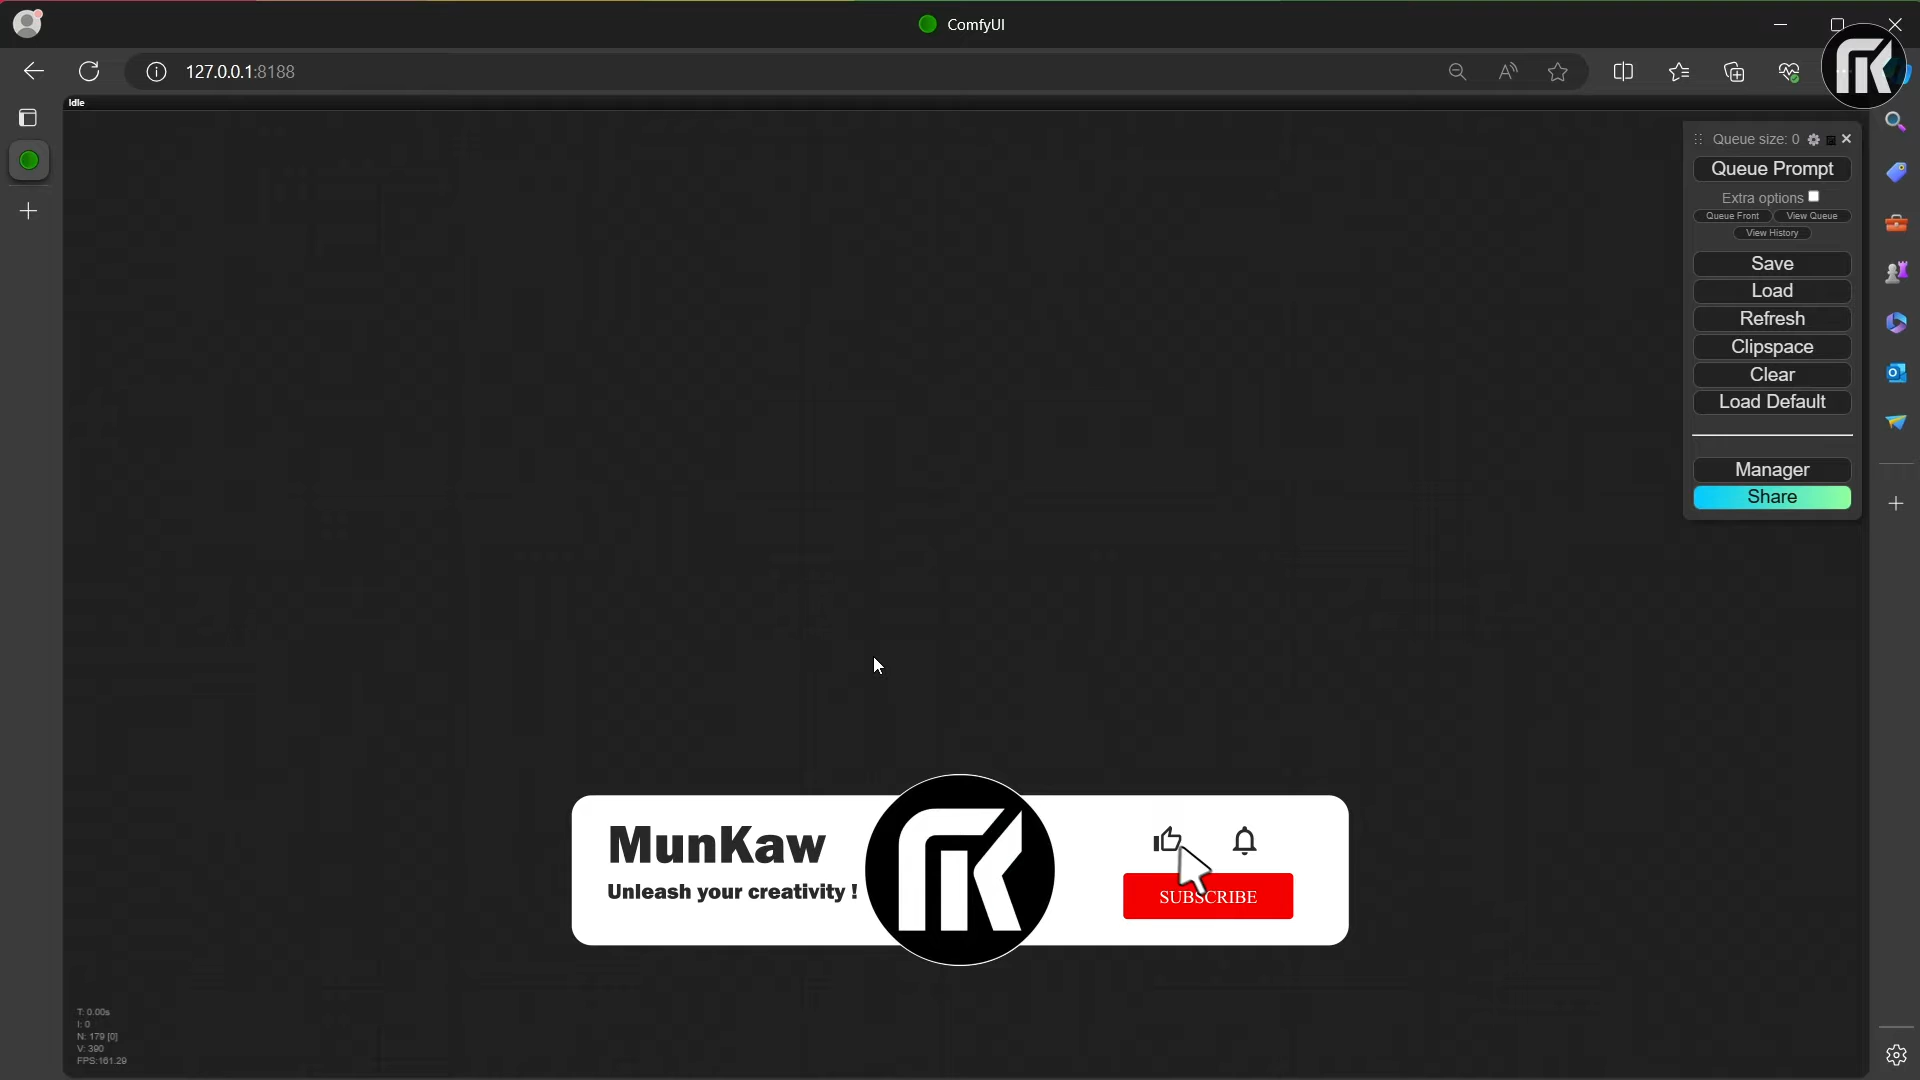 ComfyUI
127.0.0.1:8188
Idle
Queue size: 0
Queue Prompt
Extra options
Queue Front
View Queue
View History
Save
Load
Refresh
Clipspace
Clear
Load Default
Manager
Share
MunKaw
Unleash your creativity !
SUBSCRIBE
T: 0.00s
I: 0
N: 179 [0]
V: 390
FPS:161.29